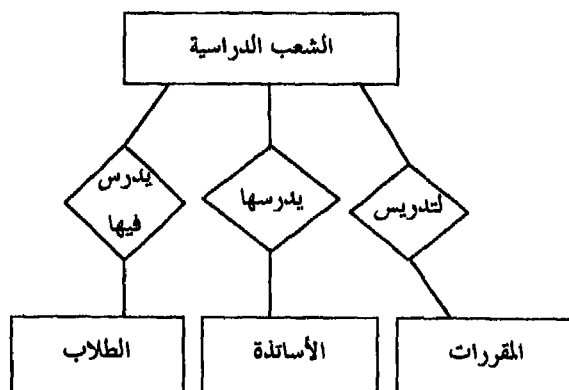 الشعب الدراسية
يدرس
فيها
يدرسها
لتدريس
الطلاب
الأساتذة
المقررات